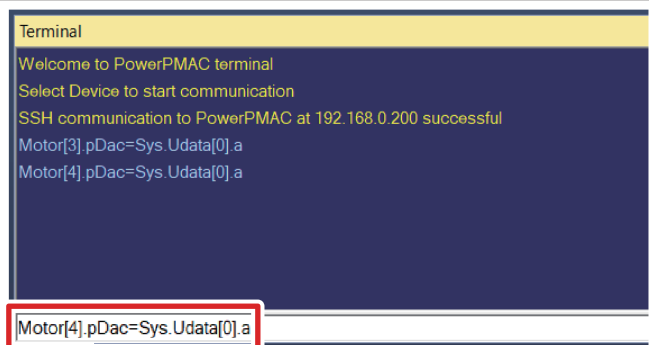 Terminal
Welcome to PowerPMAC terminal
Select Device to start communication
SSH communication to PowerPMAC at 192.168.0.200 successful
Motor[3].pDac=Sys.Udata[0].a
Motor[4].pDac=Sys.Udata[0].a
Motor[4].pDac=Sys.Udata[0].a